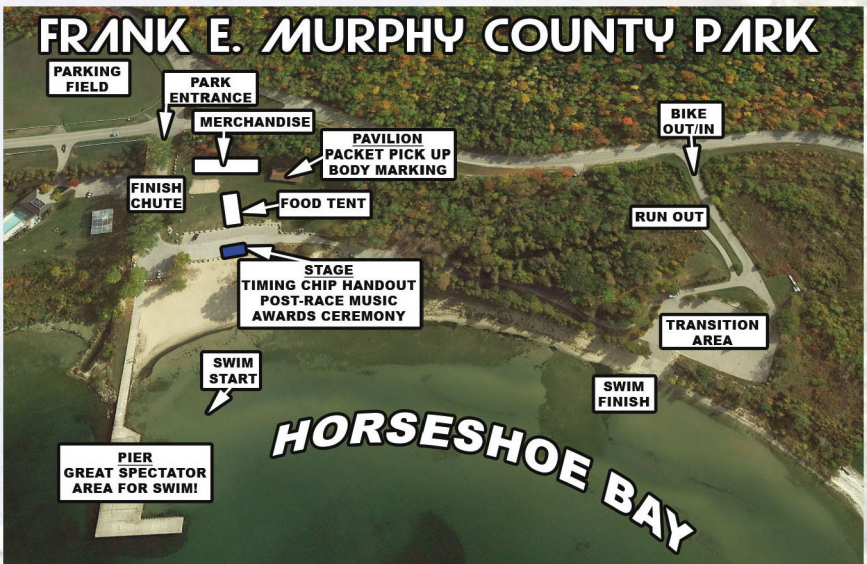 FRANK E. MURPHY COUNTY PARK
PARKING
FIELD
PARK
ENTRANCE
MERCHANDISE
PAVILION
PACKET PICK UP
BODY MARKING
BIKE
OUT/IN
FINISH
CHUTE
FOOD TENT
RUN OUT
STAGE
TIMING CHIP HANDOUT
POST-RACE MUSIC
AWARDS CEREMONY
TRANSITION
AREA
SWIM
START
SWIM
FINISH
HORSESHOE BAY
PIER
GREAT SPECTATOR
AREA FOR SWIM!